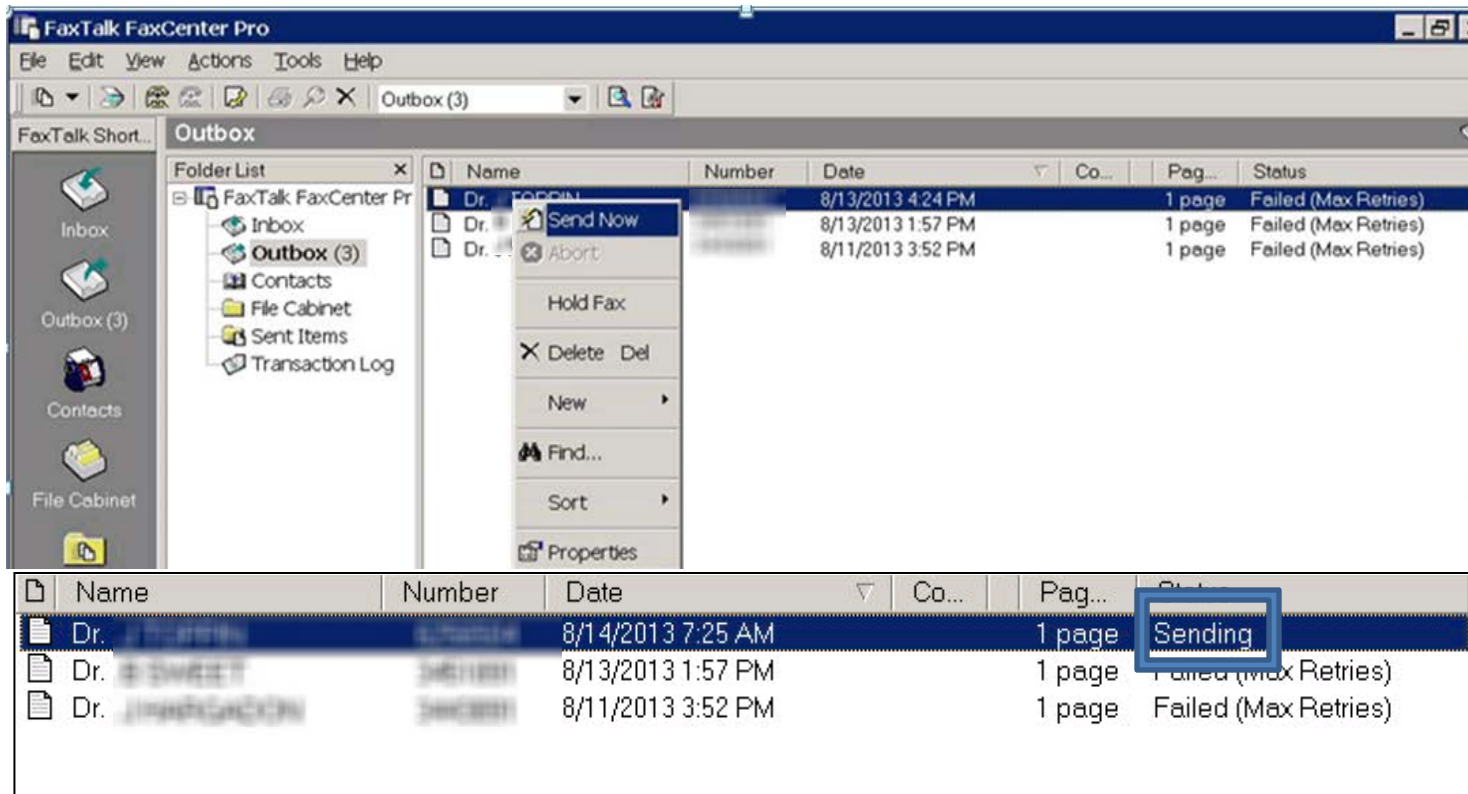 FaxTalk FaxCenter Pro
File Edit View Actions Tools Help
Outbox (3)
FaxTalk Short... Outbox
Folder List
FaxTalk FaxCenter Pr
Inbox
Outbox (3)
Contacts
File Cabinet
Sent Items
Transaction Log
Inbox
Outbox (3)
Contacts
File Cabinet
Name Number Date Co... Pag... Status
Dr. 8/13/2013 4:24 PM 1 page Failed (Max Retries)
Dr. 8/13/2013 1:57 PM 1 page Failed (Max Retries)
Dr. 8/11/2013 3:52 PM 1 page Failed (Max Retries)
Send Now
Abort
Hold Fax
Delete Del
New
Find...
Sort
Properties
Name Number Date Co... Pag... Status
Dr. 8/14/2013 7:25 AM 1 page Sending
Dr. 8/13/2013 1:57 PM 1 page Failed (Max Retries)
Dr. 8/11/2013 3:52 PM 1 page Failed (Max Retries)